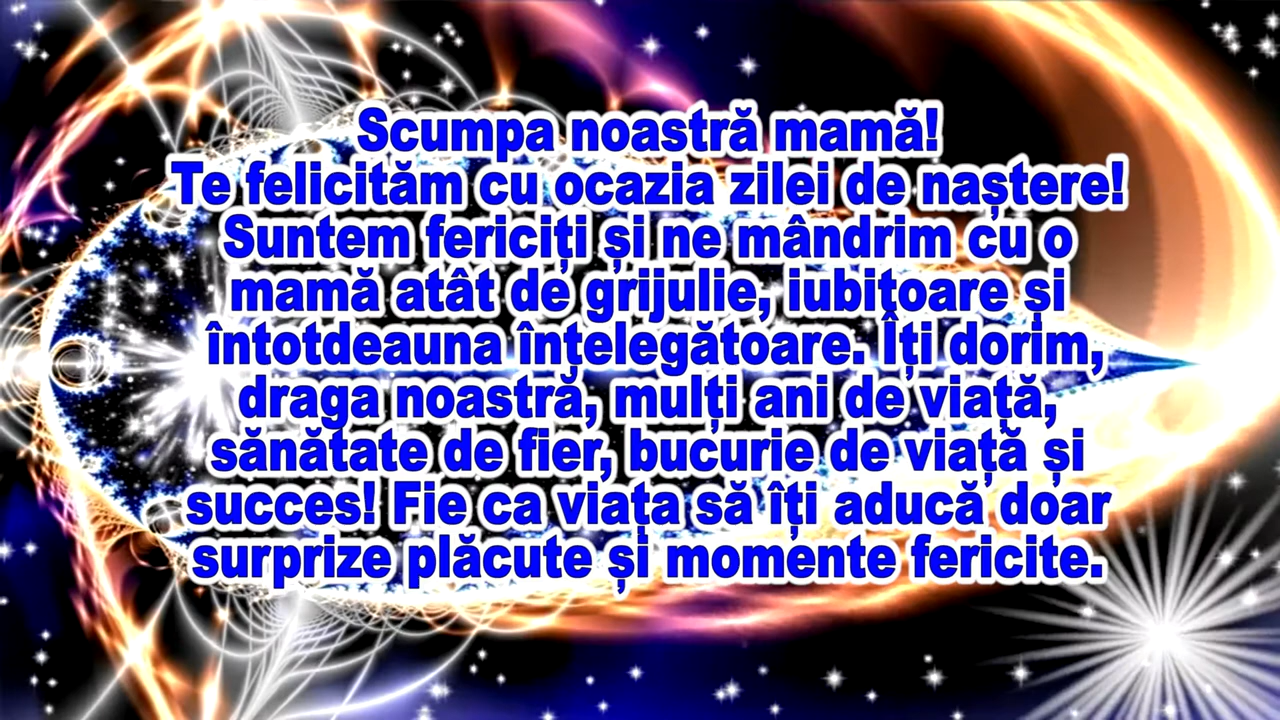 Scumpa noastră mamă!
Te felicităm cu ocazia zilei de naștere!
Suntem fericiți și ne mândrim cu o
mamă atât de grijulie, iubitoare și
întotdeauna înțelegătoare. Îți dorim,
draga noastră, mulți ani de viață,
sănătate de fier, bucurie de viață și
succes! Fie ca viața să îți aducă doar
surprize plăcute și momente fericite.